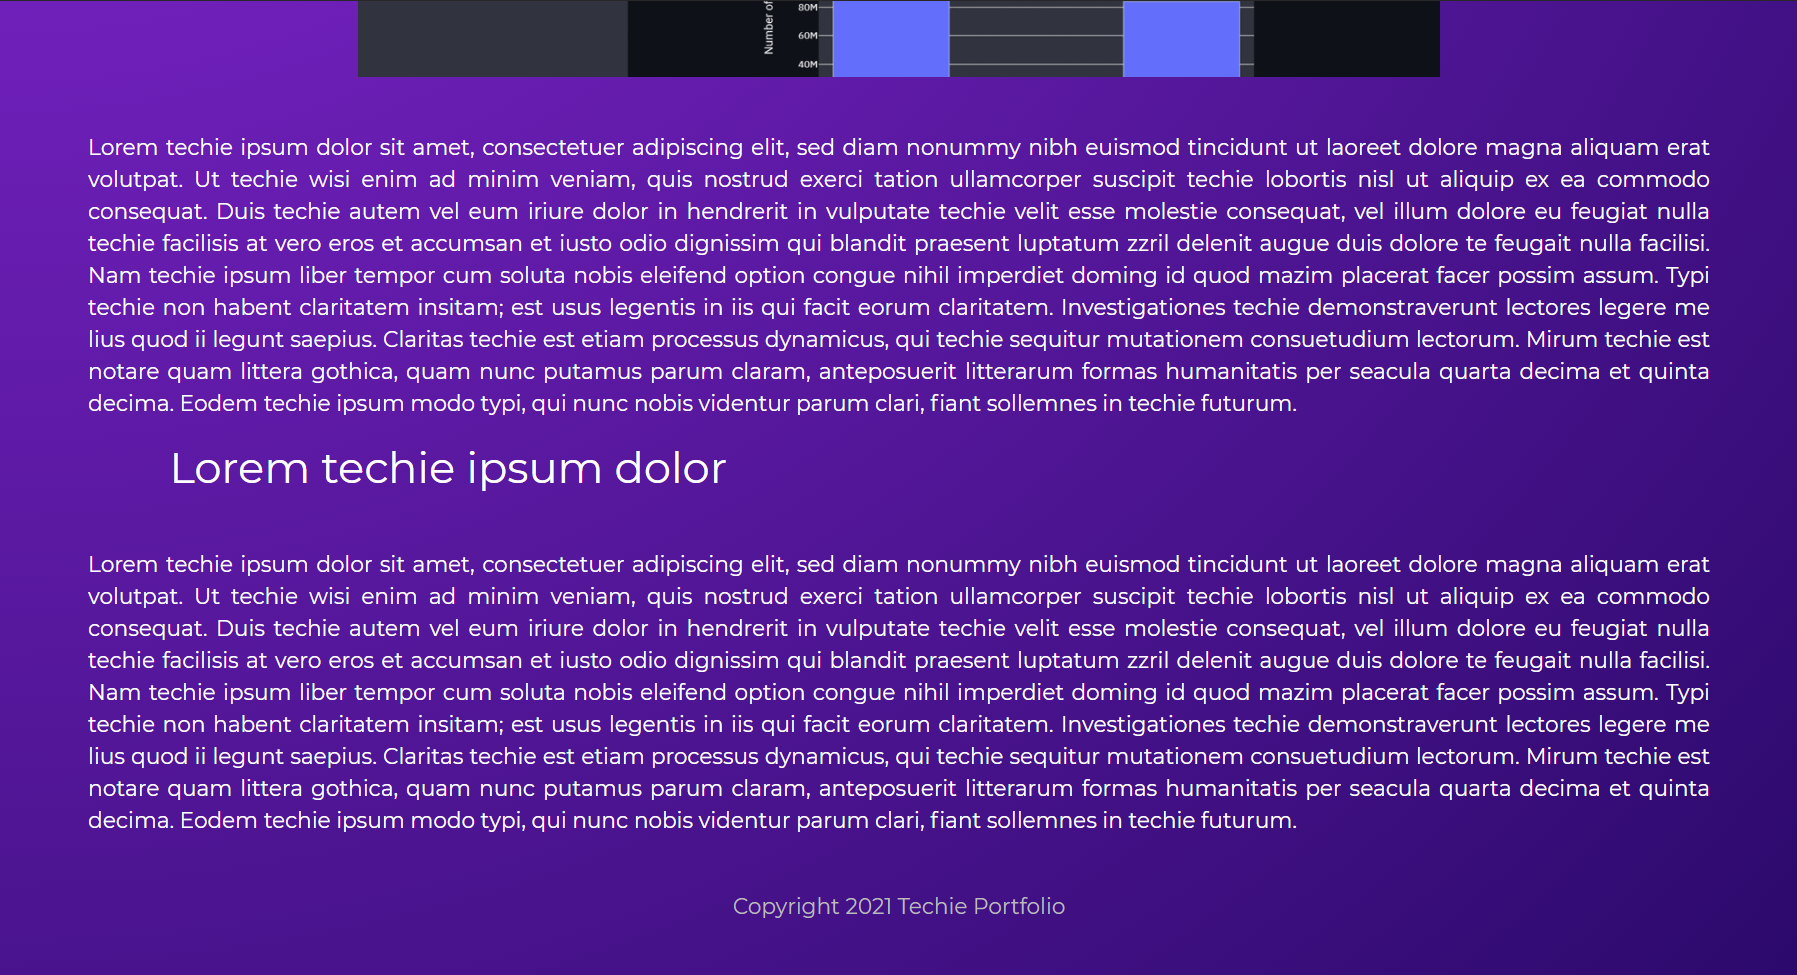 80M
60M
40M
Number of
Lorem techie ipsum dolor sit amet, consectetuer adipiscing elit, sed diam nonummy nibh euismod tincidunt ut laoreet dolore magna aliquam erat
volutpat. Ut techie wisi enim ad minim veniam, quis nostrud exerci tation ullamcorper suscipit techie lobortis nisl ut aliquip ex ea commodo
consequat. Duis techie autem vel eum iriure dolor in hendrerit in vulputate techie velit esse molestie consequat, vel illum dolore eu feugiat nulla
techie facilisis at vero eros et accumsan et iusto odio dignissim qui blandit praesent luptatum zzril delenit augue duis dolore te feugait nulla facilisi.
Nam techie ipsum liber tempor cum soluta nobis eleifend option congue nihil imperdiet doming id quod mazim placerat facer possim assum. Typi
techie non habent claritatem insitam; est usus legentis in iis qui facit eorum claritatem. Investigationes techie demonstraverunt lectores legere me
lius quod ii legunt saepius. Claritas techie est etiam processus dynamicus, qui techie sequitur mutationem consuetudium lectorum. Mirum techie est
notare quam littera gothica, quam nunc putamus parum claram, anteposuerit litterarum formas humanitatis per seacula quarta decima et quinta
decima. Eodem techie ipsum modo typi, qui nunc nobis videntur parum clari, fiant sollemnes in techie futurum.
Lorem techie ipsum dolor
Lorem techie ipsum dolor sit amet, consectetuer adipiscing elit, sed diam nonummy nibh euismod tincidunt ut laoreet dolore magna aliquam erat
volutpat. Ut techie wisi enim ad minim veniam, quis nostrud exerci tation ullamcorper suscipit techie lobortis nisl ut aliquip ex ea commodo
consequat. Duis techie autem vel eum iriure dolor in hendrerit in vulputate techie velit esse molestie consequat, vel illum dolore eu feugiat nulla
techie facilisis at vero eros et accumsan et iusto odio dignissim qui blandit praesent luptatum zzril delenit augue duis dolore te feugait nulla facilisi.
Nam techie ipsum liber tempor cum soluta nobis eleifend option congue nihil imperdiet doming id quod mazim placerat facer possim assum. Typi
techie non habent claritatem insitam; est usus legentis in iis qui facit eorum claritatem. Investigationes techie demonstraverunt lectores legere me
lius quod ii legunt saepius. Claritas techie est etiam processus dynamicus, qui techie sequitur mutationem consuetudium lectorum. Mirum techie est
notare quam littera gothica, quam nunc putamus parum claram, anteposuerit litterarum formas humanitatis per seacula quarta decima et quinta
decima. Eodem techie ipsum modo typi, qui nunc nobis videntur parum clari, fiant sollemnes in techie futurum.
Copyright 2021 Techie Portfolio